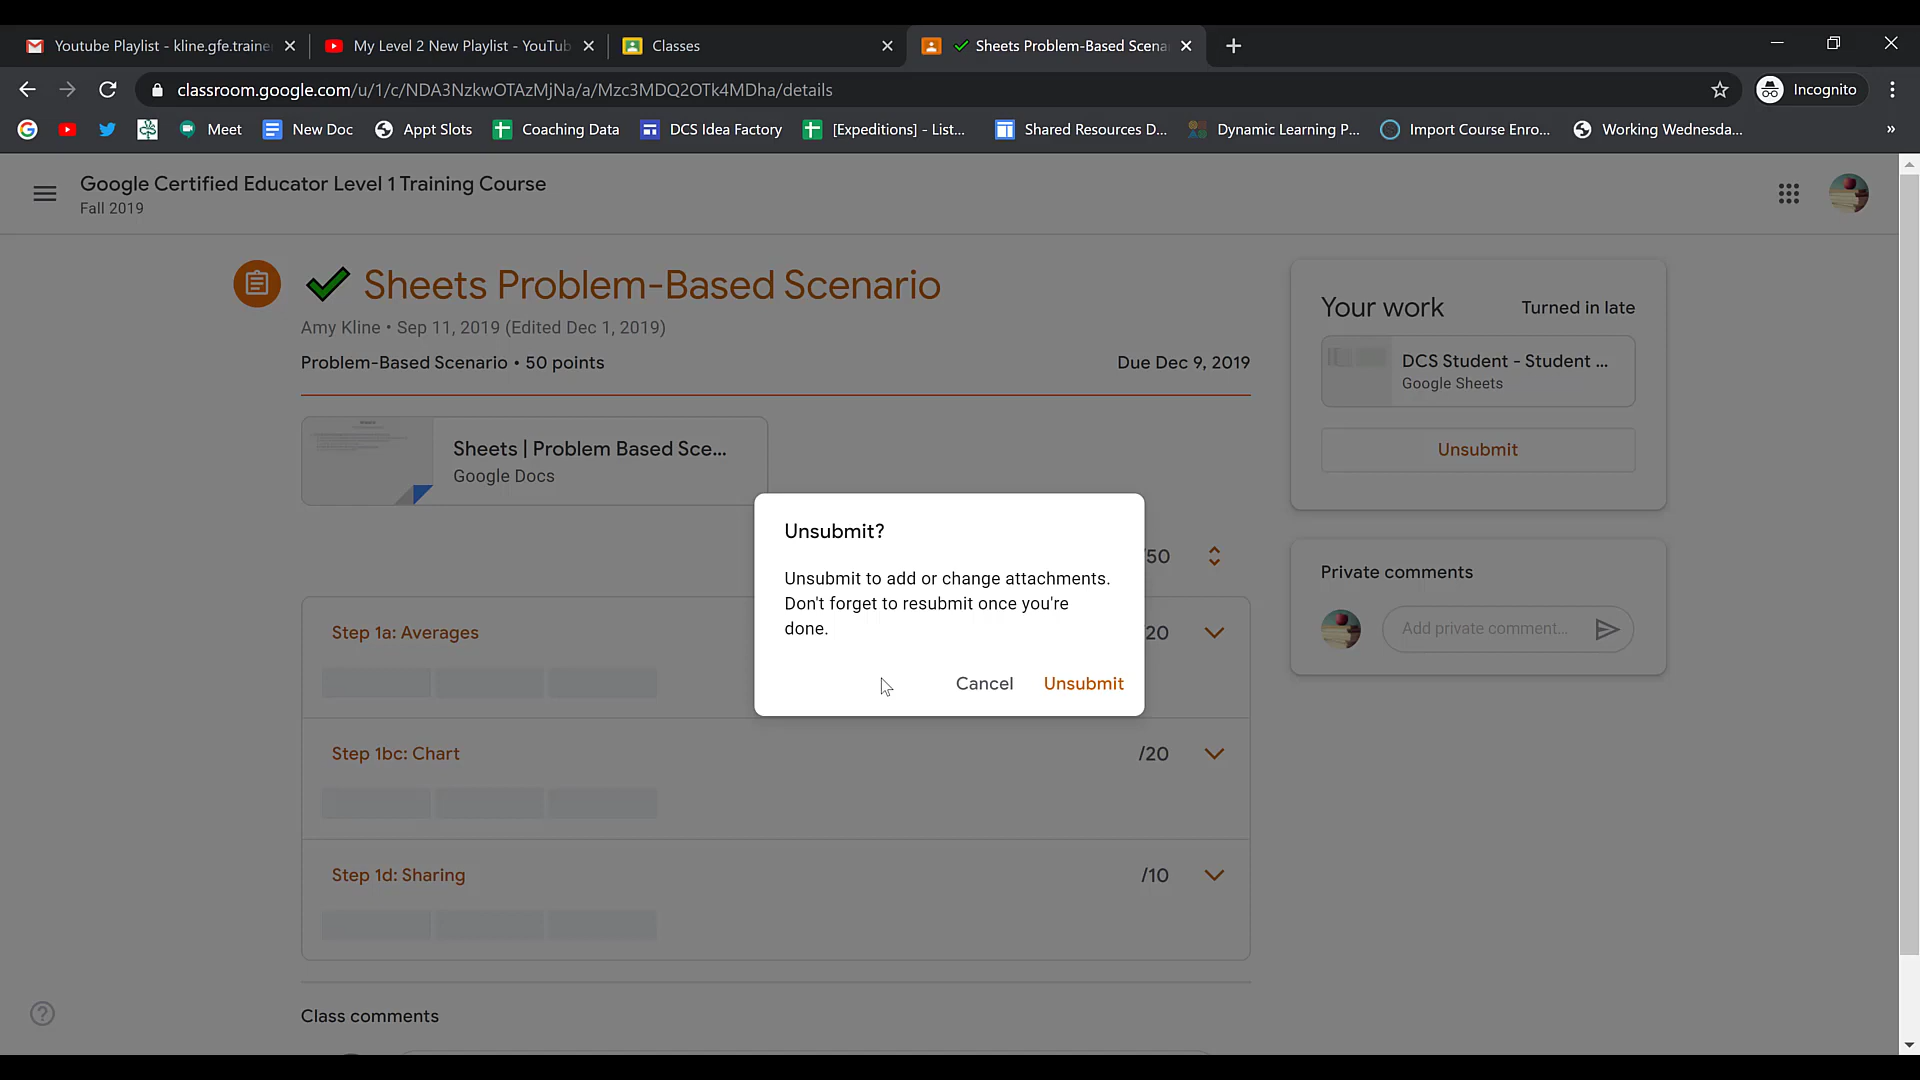 Youtube Playlist - kline.gfe.traine
My Level 2 New Playlist - YouTub
Classes
Sheets Problem-Based Scena
classroom.google.com/u/1/c/NDA3NzkwOTAzMjNa/a/Mzc3MDQ2OTk4MDha/details
Incognito
Meet
New Doc
Appt Slots
Coaching Data
DCS Idea Factory
[Expeditions] - List...
Shared Resources D...
Dynamic Learning P...
Import Course Enro...
Working Wednesda...
»
Google Certified Educator Level 1 Training Course
Fall 2019
Sheets Problem-Based Scenario
Amy Kline • Sep 11, 2019 (Edited Dec 1, 2019)
Problem-Based Scenario • 50 points
Due Dec 9, 2019
Sheets | Problem Based Sce...
Google Docs
/50
Step 1a: Averages
/20
Step 1bc: Chart
/20
Step 1d: Sharing
/10
Class comments
Your work
Turned in late
DCS Student - Student ...
Google Sheets
Unsubmit
Private comments
Add private comment...
Unsubmit?
Unsubmit to add or change attachments.
Don't forget to resubmit once you're
done.
Cancel
Unsubmit